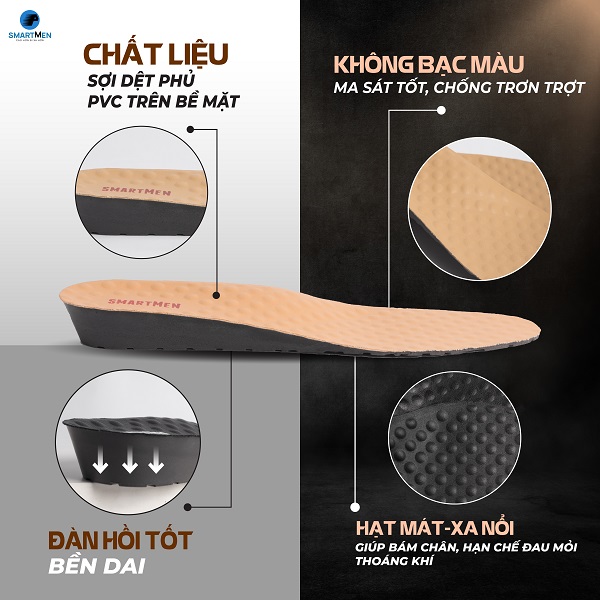 SMARTMEN
CHẤT LIỆU
SỢI DỆT PHỦ
PVC TRÊN BỀ MẶT
KHÔNG BẠC MÀU
MA SÁT TỐT, CHỐNG TRƠN TRỢT
SMARTMEN
SMARTMEN
ĐÀN HỒI TỐT
BỀN DAI
HẠT MÁT-XA NỔI
GIÚP BÁM CHÂN, HẠN CHẾ ĐAU MỎI
THOÁNG KHÍ